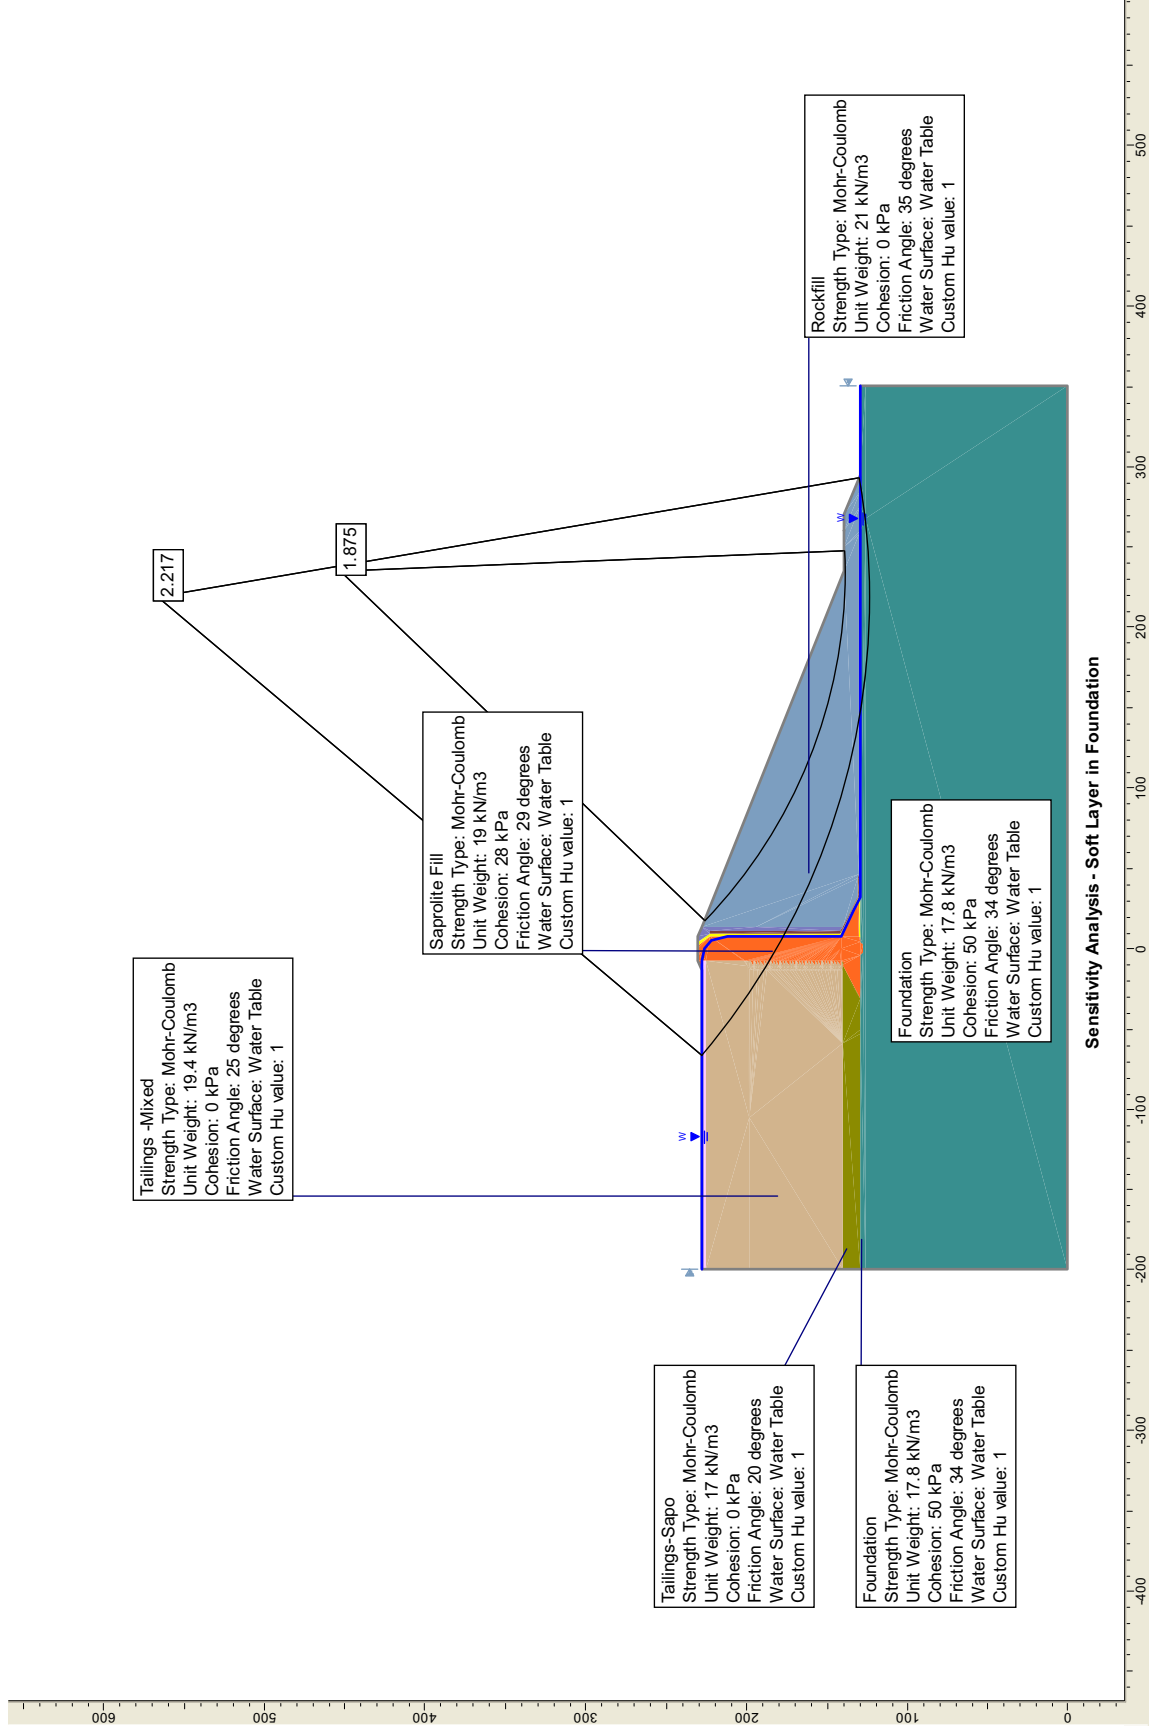 2.217
1.875
Tailings -Mixed
Strength Type: Mohr-Coulomb
Unit Weight: 19.4 kN/m3
Cohesion: 0 kPa
Friction Angle: 25 degrees
Water Surface: Water Table
Custom Hu value: 1
Saprolite Fill
Strength Type: Mohr-Coulomb
Unit Weight: 19 kN/m3
Cohesion: 28 kPa
Friction Angle: 29 degrees
Water Surface: Water Table
Custom Hu value: 1
Rockfill
Strength Type: Mohr-Coulomb
Unit Weight: 21 kN/m3
Cohesion: 0 kPa
Friction Angle: 35 degrees
Water Surface: Water Table
Custom Hu value: 1
Tailings-Sapo
Strength Type: Mohr-Coulomb
Unit Weight: 17 kN/m3
Cohesion: 0 kPa
Friction Angle: 20 degrees
Water Surface: Water Table
Custom Hu value: 1
Foundation
Strength Type: Mohr-Coulomb
Unit Weight: 17.8 kN/m3
Cohesion: 50 kPa
Friction Angle: 34 degrees
Water Surface: Water Table
Custom Hu value: 1
Foundation
Strength Type: Mohr-Coulomb
Unit Weight: 17.8 kN/m3
Cohesion: 50 kPa
Friction Angle: 34 degrees
Water Surface: Water Table
Custom Hu value: 1
W
W
Sensitivity Analysis - Soft Layer in Foundation
600
500
400
300
200
100
0
-400
-300
-200
-100
0
100
200
300
400
500